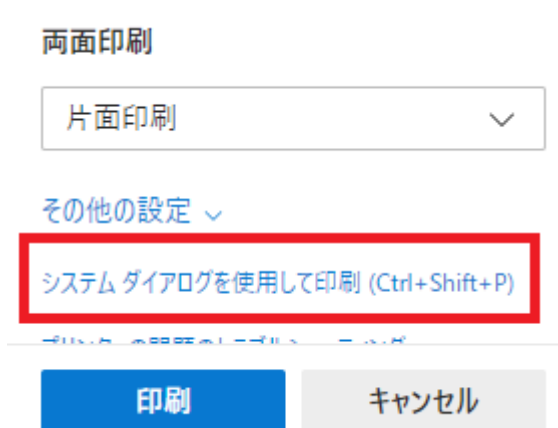 両面印刷
片面印刷
その他の設定
システム ダイアログを使用して印刷 (Ctrl+Shift+P)
印刷
キャンセル